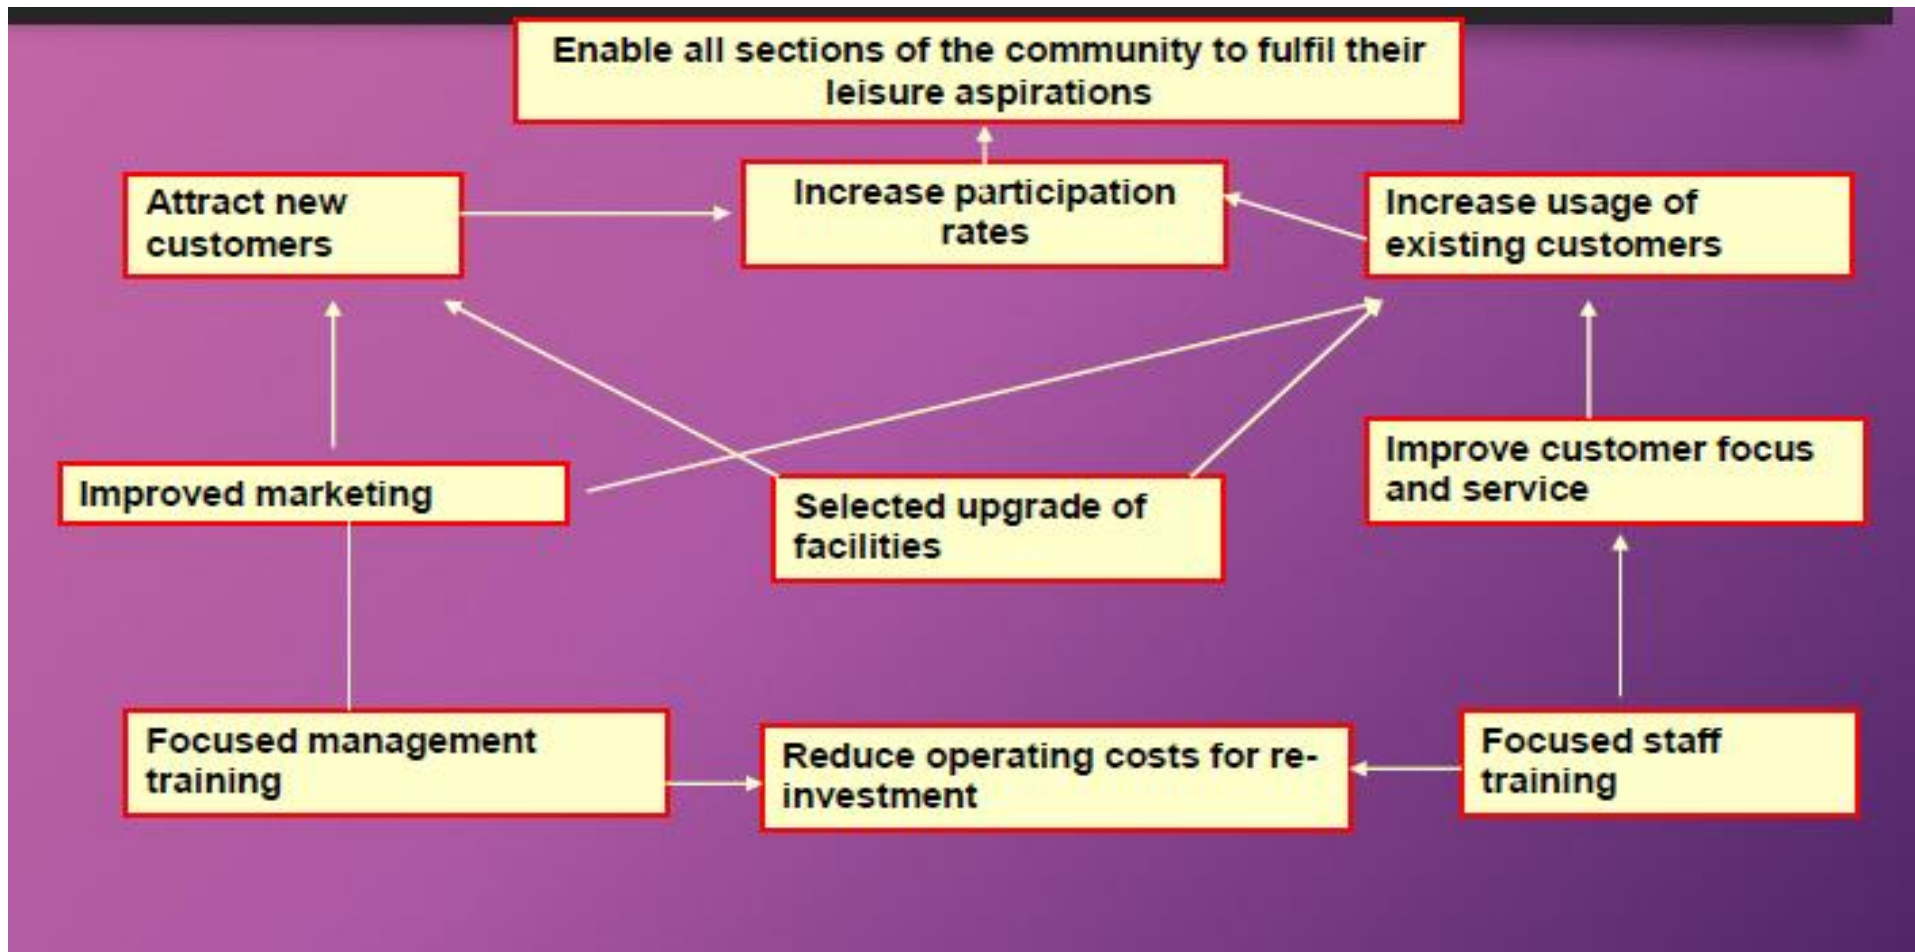 Enable all sections of the community to fulfil their
leisure aspirations
Attract new
customers
Increase participation
rates
Increase usage of
existing customers
Improved marketing
Selected upgrade of
facilities
Improve customer focus
and service
Focused management
training
Reduce operating costs for re-
investment
Focused staff
training